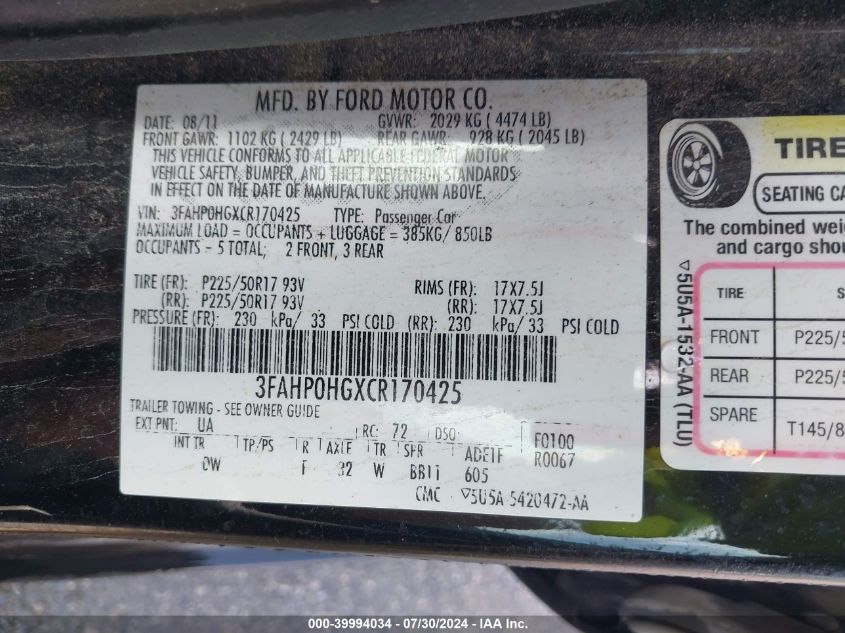 MFD. BY FORD MOTOR CO.
DATE: 08/11 GVWR: 2029 KG ( 4474 LB)
FRONT GAWR: 1102 KG ( 2429 LB) REAR GAWR: 928 KG ( 2045 LB)
THIS VEHICLE CONFORMS TO ALL APPLICABLE FEDERAL MOTOR
VEHICLE SAFETY, BUMPER, AND THEFT PREVENTION STANDARDS
IN EFFECT ON THE DATE OF MANUFACTURE SHOWN ABOVE.
VIN: 3FAHP0HGXCR170425 TYPE: Passenger Car
MAXIMUM LOAD = OCCUPANTS + LUGGAGE = 385KG/ 850LB
OCCUPANTS - 5 TOTAL; 2 FRONT, 3 REAR
TIRE (FR): P225/50R17 93V RIMS (FR): 17X7.5J
(RR): P225/50R17 93V (RR): 17X7.5J
PRESSURE (FR): 230 kPa/ 33 PSI COLD (RR): 230 kPa/ 33 PSI COLD
3FAHP0HGXCR170425
TRAILER TOWING - SEE OWNER GUIDE
EXT PNT: UA RC: 72 DSO: F0100
INT TR TP/PS R AXLE TR SPR ADE1F R0067
OW F 32 W BB11 605
CMC ▽5U5A-5420472-AA
TIRE
SEATING CA
The combined wei
and cargo shou
▽5U5A-1532-AA (TL0)
TIRE S
FRONT P225/5
REAR P225/5
SPARE T145/8
000-39994034 - 07/30/2024 - IAA Inc.